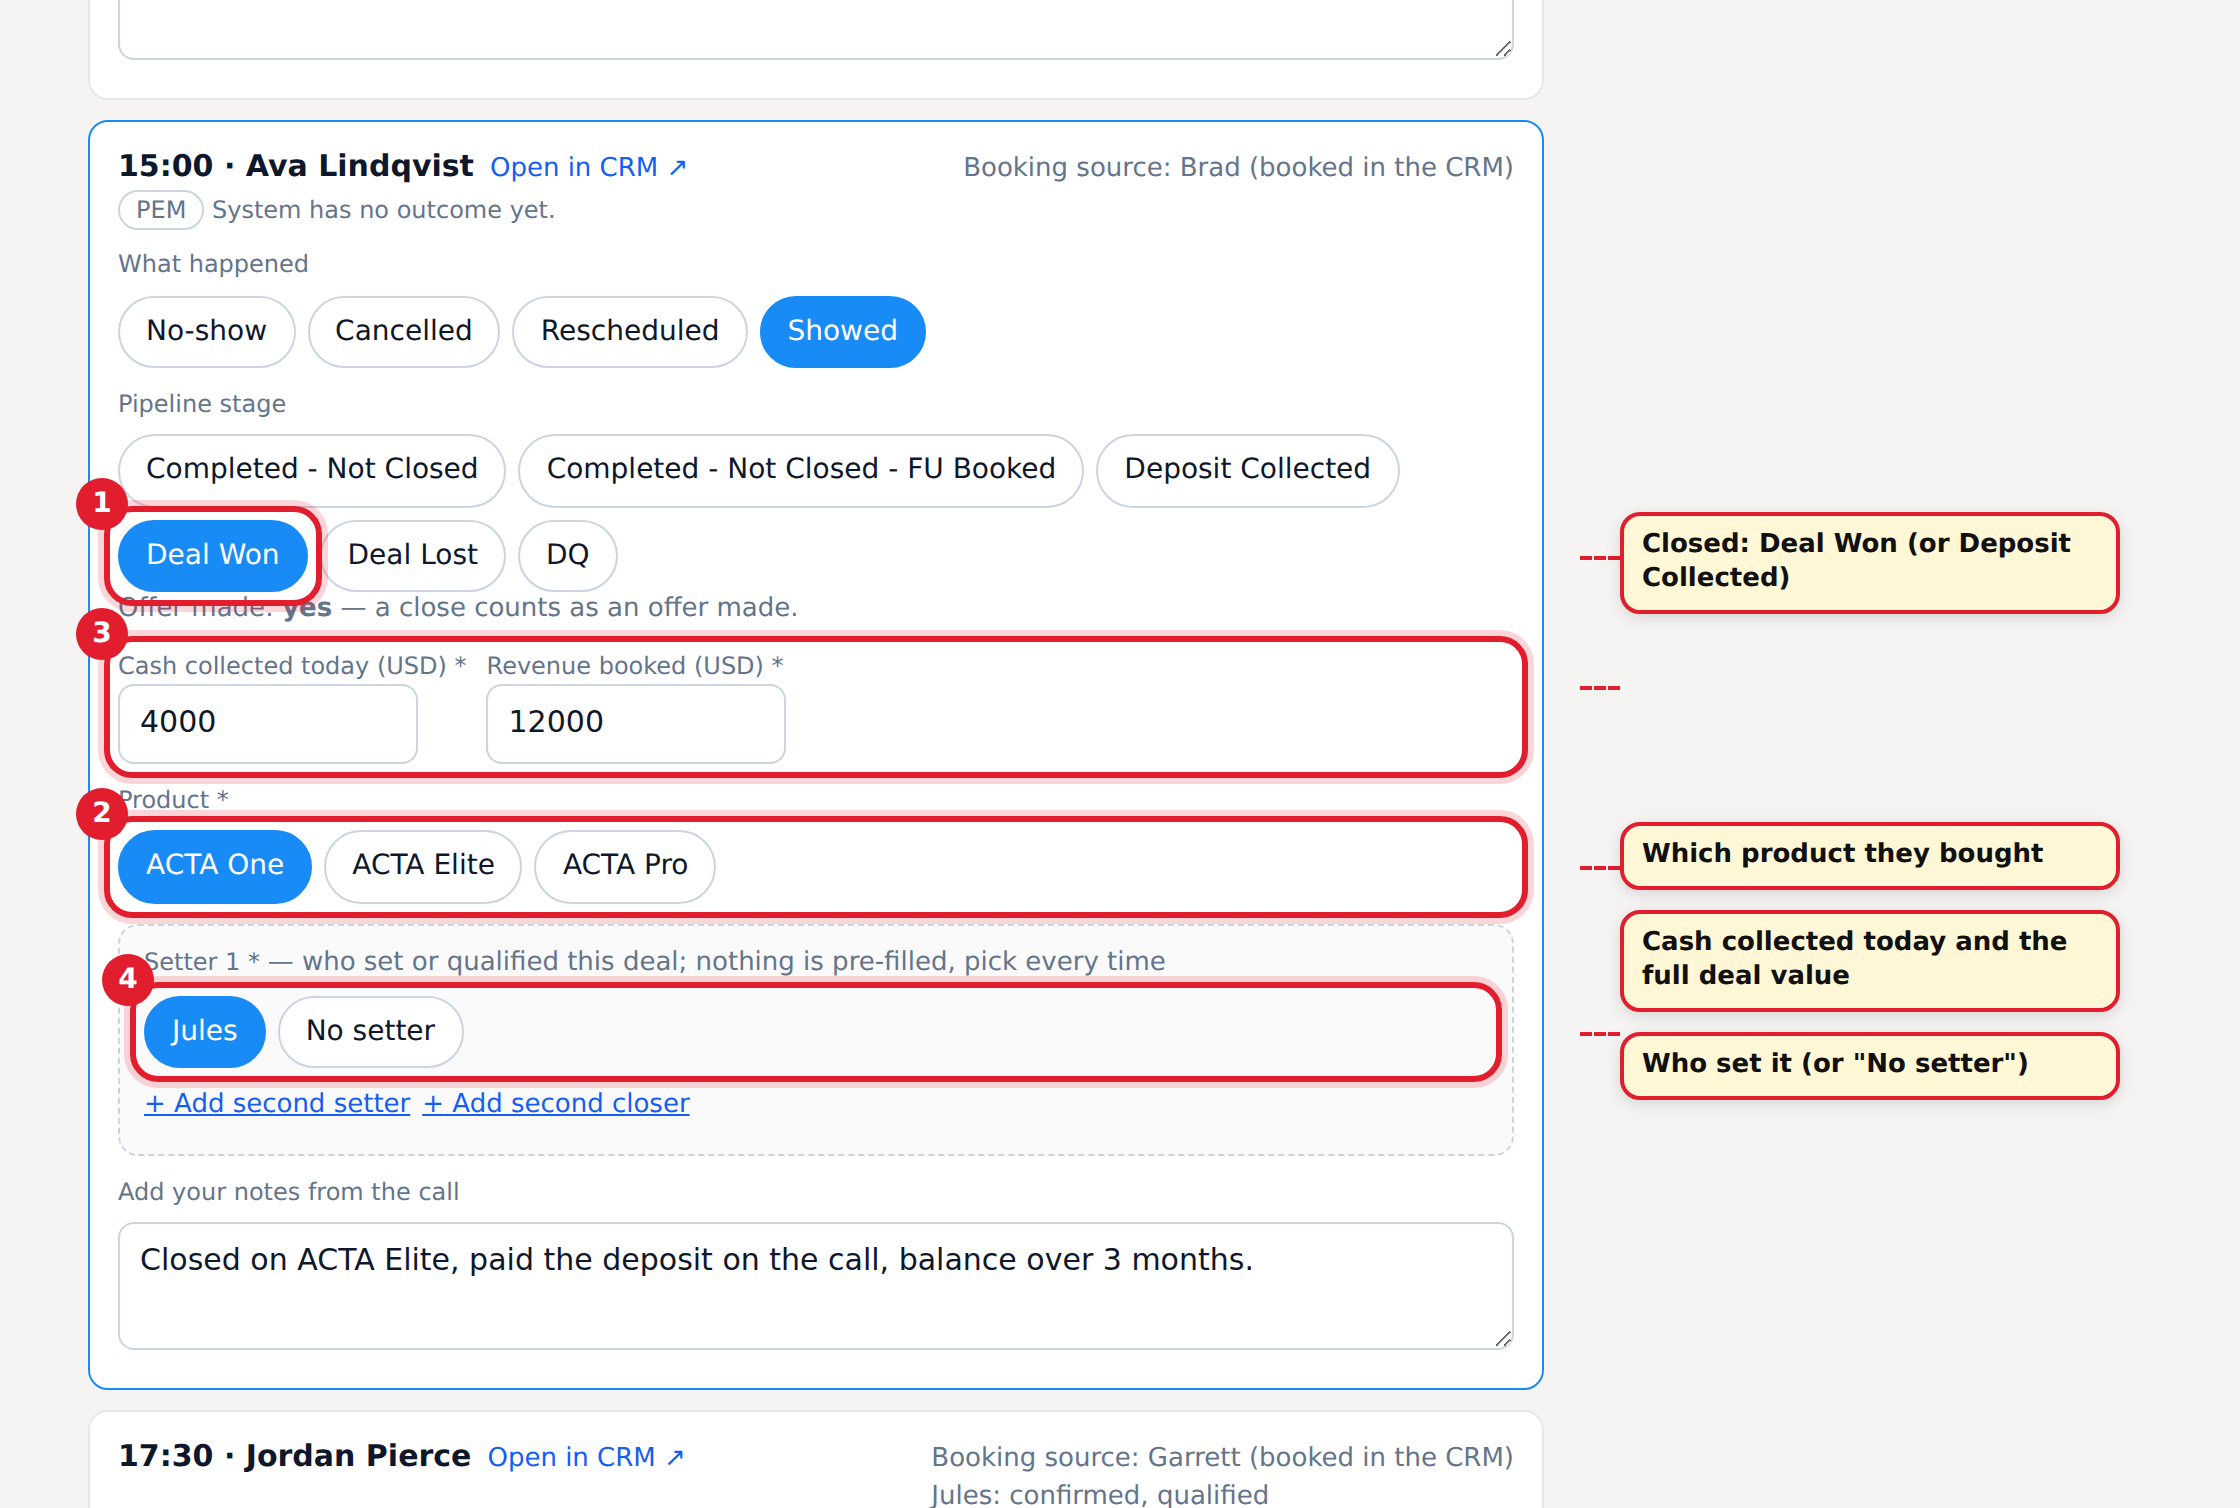 15:00 · Ava Lindqvist Open in CRM ↗ Booking source: Brad (booked in the CRM)
PEM System has no outcome yet.
What happened
No-show Cancelled Rescheduled Showed
Pipeline stage
Completed - Not Closed Completed - Not Closed - FU Booked Deposit Collected
1
Deal Won Deal Lost DQ
Closed: Deal Won (or Deposit
Collected)
Offer made: yes — a close counts as an offer made.
3
Cash collected today (USD) * Revenue booked (USD) *
4000 12000
Product *
2
ACTA One ACTA Elite ACTA Pro
Which product they bought
Cash collected today and the
full deal value
Setter 1 * — who set or qualified this deal; nothing is pre-filled, pick every time
4
Jules No setter
Who set it (or "No setter")
+ Add second setter + Add second closer
Add your notes from the call
Closed on ACTA Elite, paid the deposit on the call, balance over 3 months.
17:30 · Jordan Pierce Open in CRM ↗ Booking source: Garrett (booked in the CRM)
Jules: confirmed, qualified